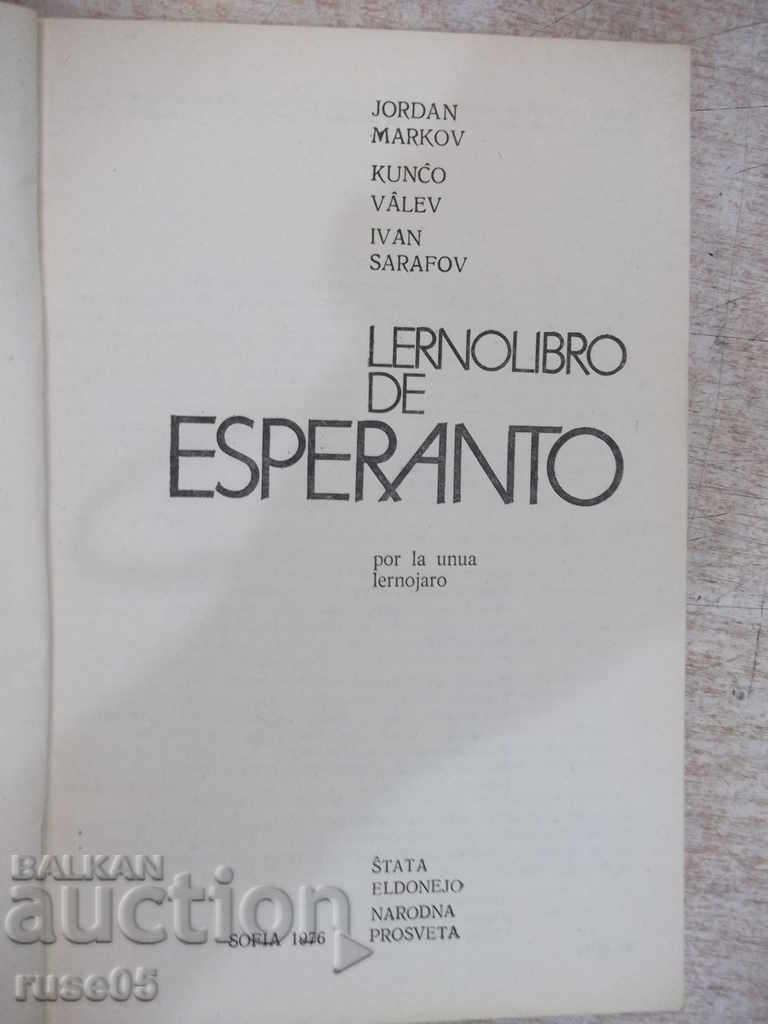 JORDAN
MARKOV
KUNĈO
VÂLEV
IVAN
SARAFOV
LERNOLIBRO
DE
ESPERANTO
por la unua
lernojaro
ŜTATA
ELDONEJO
NARODNA
PROSVETA
SOFIA 1976
BALKAN
auction
ruse05